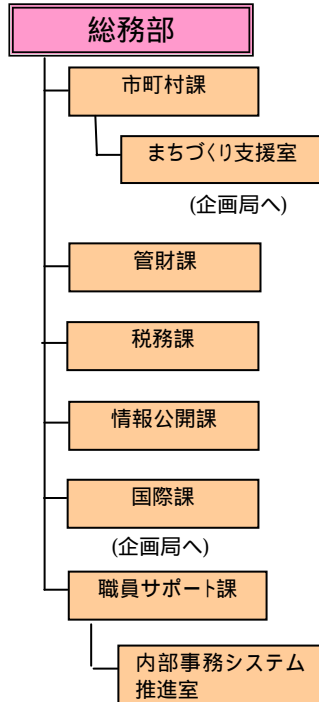 総務部
市町村課
まちづくり支援室
(企画局へ)
管財課
税務課
情報公開課
国際課
(企画局へ)
職員サポート課
内部事務システム
推進室